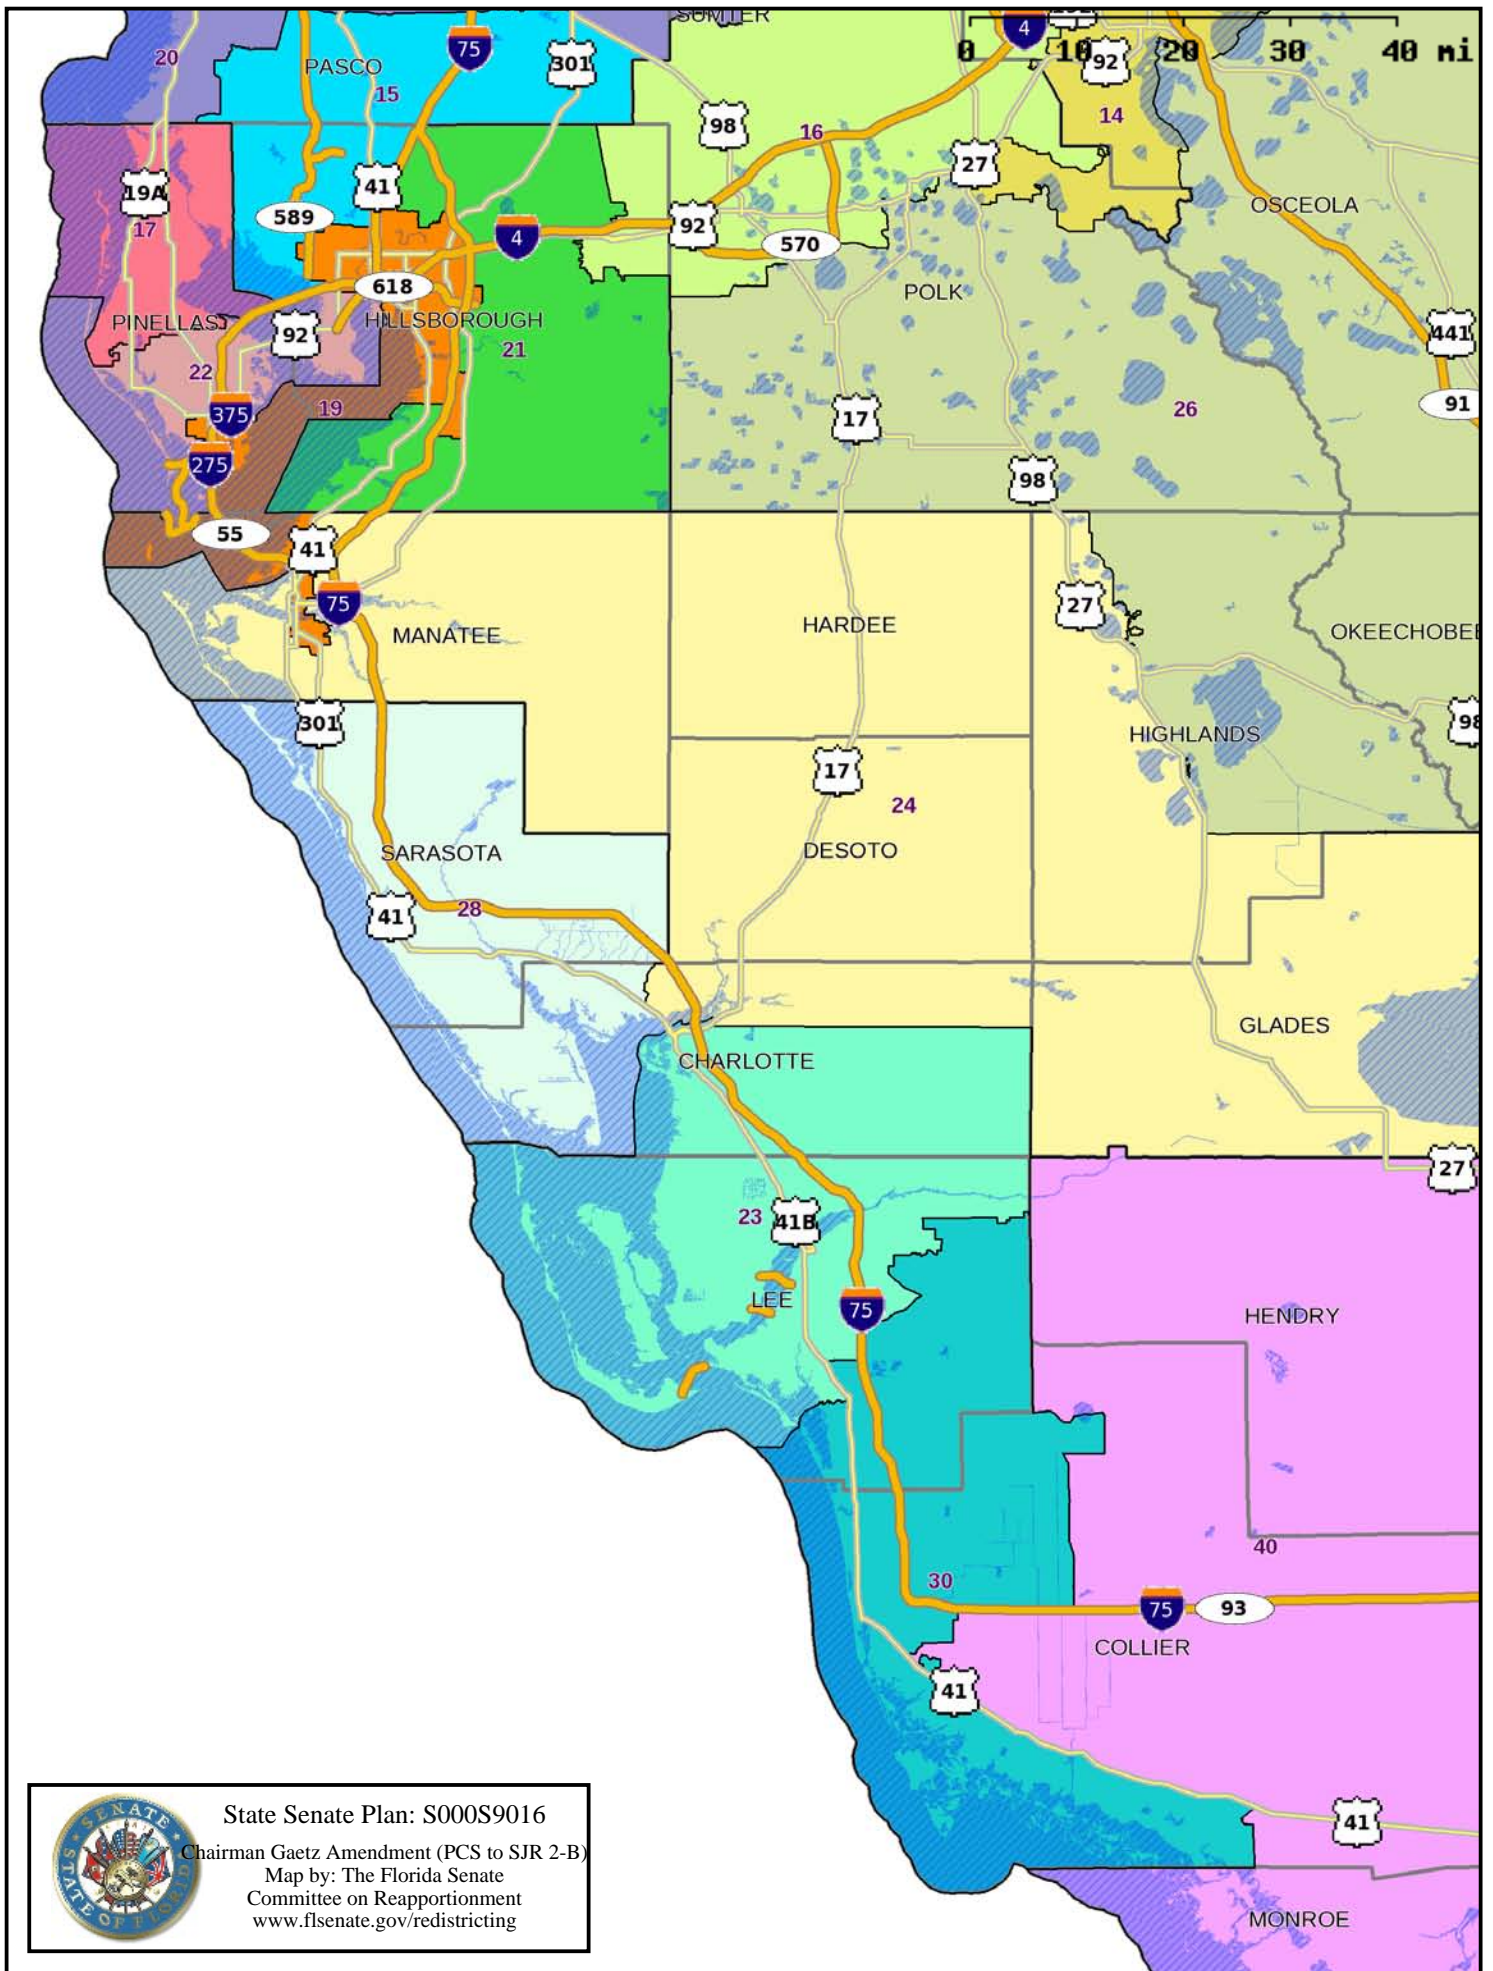 SUMTER
0 10 20 30 40 mi
20
PASCO
15
75
301
98
16
4
92
14
27
19A
17
41
589
4
92
570
OSCEOLA
618
POLK
PINELLAS
92
HILLSBOROUGH
21
441
22
375
19
17
26
91
275
98
55
41
75
27
MANATEE
HARDEE
OKEECHOBEE
301
HIGHLANDS
98
17
24
SARASOTA
DESOTO
41
28
GLADES
CHARLOTTE
27
23
41B
LEE
75
HENDRY
40
30
75
93
COLLIER
41
41
MONROE
SENATE
STATE OF FLORIDA
State Senate Plan: S000S9016
Chairman Gaetz Amendment (PCS to SJR 2-B)
Map by: The Florida Senate
Committee on Reapportionment
www.flsenate.gov/redistricting